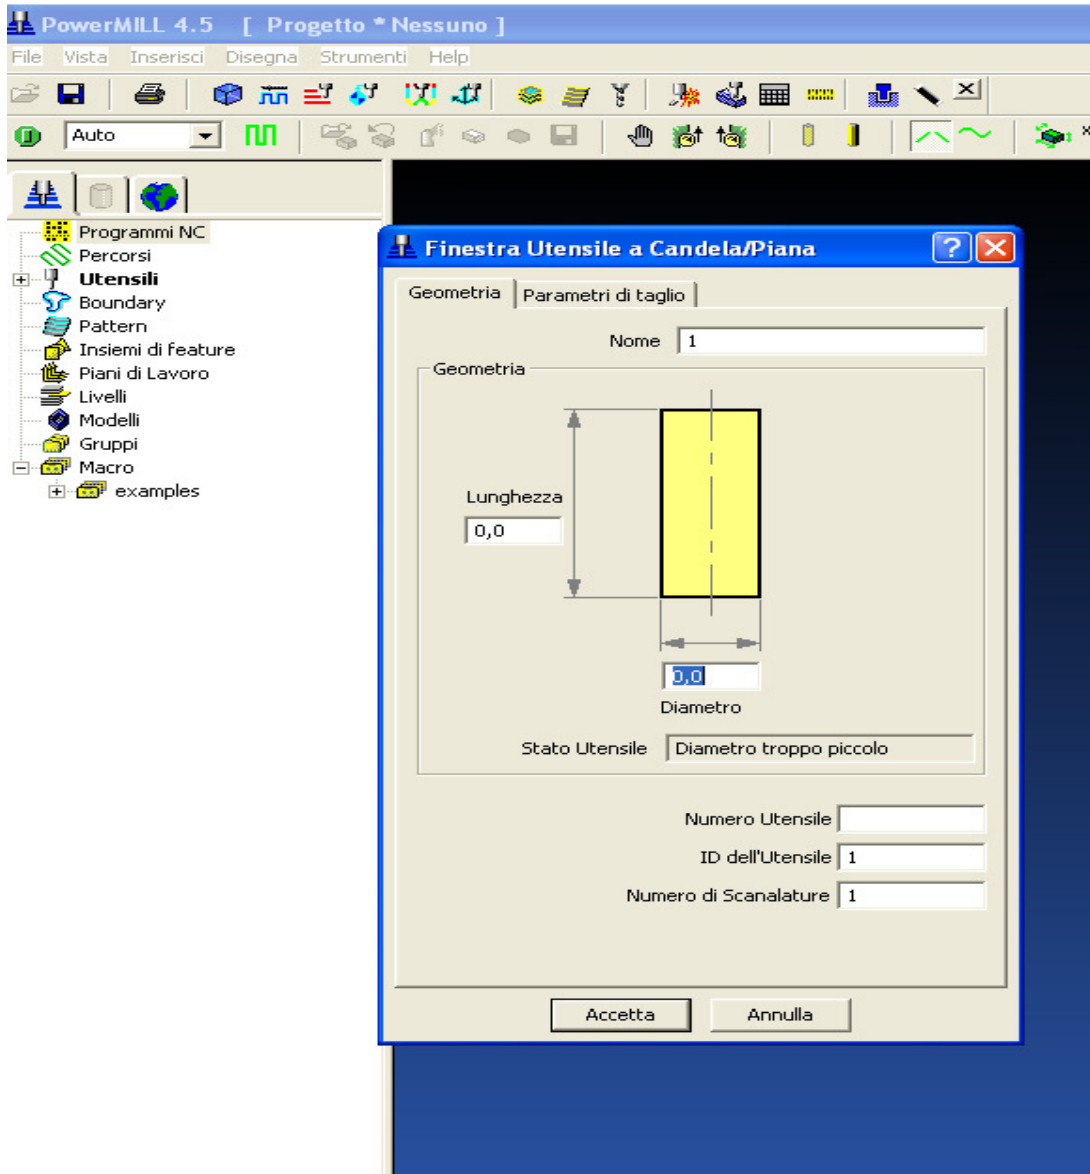 PowerMILL 4.5 [ Progetto * Nessuno ]
File Vista Inserisci Disegna Strumenti Help
Auto
Programmi NC
Percorsi
Utensili
Boundary
Pattern
Insiemi di feature
Piani di Lavoro
Livelli
Modelli
Gruppi
Macro
examples
Finestra Utensile a Candela/Piana
Geometria Parametri di taglio
Nome 1
Geometria
Lunghezza
0,0
0,0
Diametro
Stato Utensile Diametro troppo piccolo
Numero Utensile
ID dell'Utensile 1
Numero di Scanalature 1
Accetta Annulla